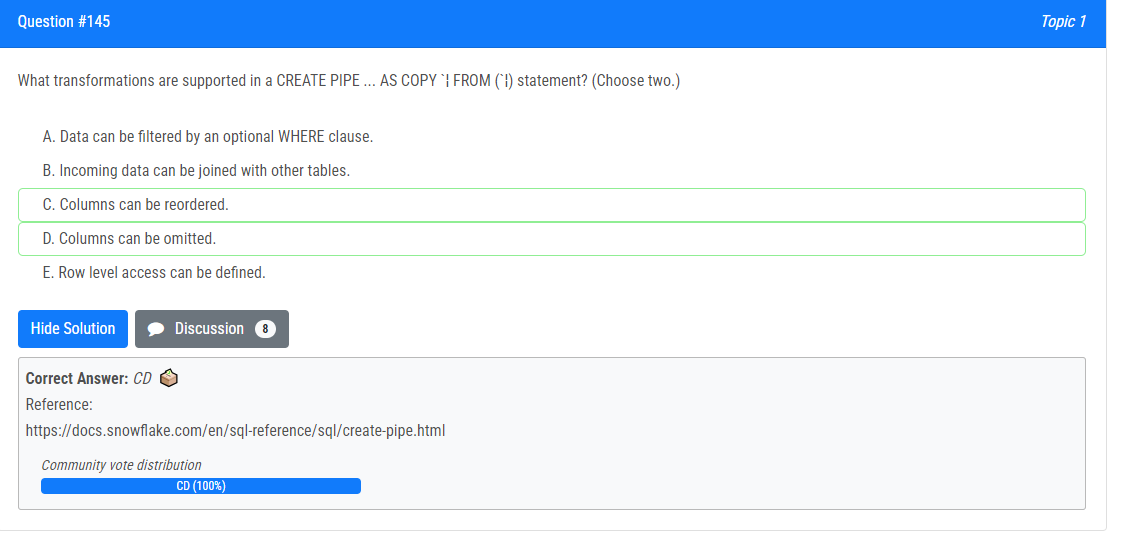 Question #145
Topic 1
What transformations are supported in a CREATE PIPE ... AS COPY `¦ FROM (`¦) statement? (Choose two.)
A. Data can be filtered by an optional WHERE clause.
B. Incoming data can be joined with other tables.
C. Columns can be reordered.
D. Columns can be omitted.
E. Row level access can be defined.
Hide Solution
Discussion 8
Correct Answer: CD
Reference:
https://docs.snowflake.com/en/sql-reference/sql/create-pipe.html
Community vote distribution
CD (100%)